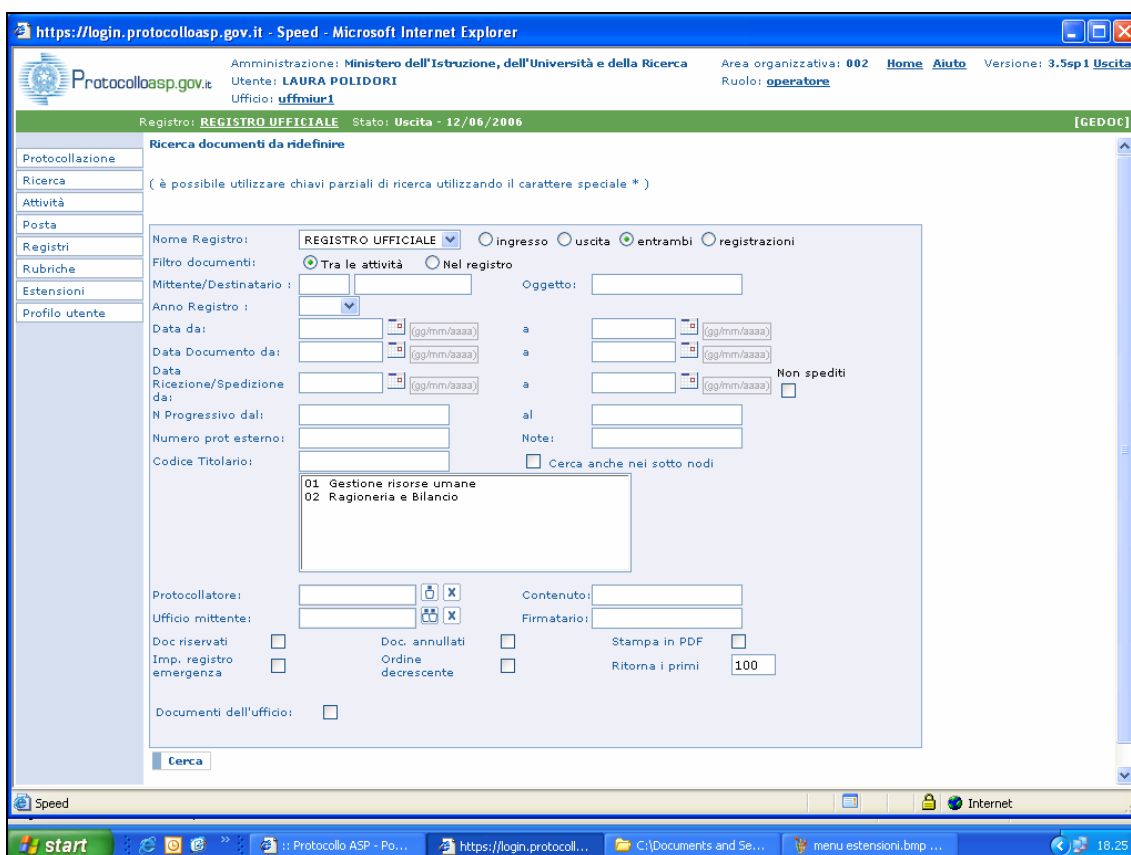 https://login.protocolloasp.gov.it - Speed - Microsoft Internet Explorer
Protocolloasp.gov.it
Amministrazione: Ministero dell'Istruzione, dell'Università e della Ricerca
Area organizzativa: 002 Home Aiuto Versione: 3.5sp1 Uscita
Utente: LAURA POLIDORI
Ruolo: operatore
Ufficio: uffmiur1
Registro: REGISTRO UFFICIALE Stato: Uscita - 12/06/2006 [GEDOC]
Protocollazione
Ricerca
Attività
Posta
Registri
Rubriche
Estensioni
Profilo utente
Ricerca documenti da ridefinire
( è possibile utilizzare chiavi parziali di ricerca utilizzando il carattere speciale * )
Nome Registro: REGISTRO UFFICIALE ingresso uscita entrambi registrazioni
Filtro documenti: Tra le attività Nel registro
Mittente/Destinatario : Oggetto:
Anno Registro :
Data da: (gg/mm/aaaa) a (gg/mm/aaaa)
Data Documento da: (gg/mm/aaaa) a (gg/mm/aaaa)
Data
Ricezione/Spedizione
da: (gg/mm/aaaa) a (gg/mm/aaaa) Non spediti
N Progressivo dal: al
Numero prot esterno: Note:
Codice Titolario: Cerca anche nei sotto nodi
01 Gestione risorse umane
02 Ragioneria e Bilancio
Protocollatore: Contenuto:
Ufficio mittente: Firmatario:
Doc riservati Doc. annullati Stampa in PDF
Imp. registro
emergenza
Ordine
decrescente
Ritorna i primi 100
Documenti dell'ufficio:
Cerca
Speed Internet
start :: Protocollo ASP - Po... https://login.protocoll... C:\Documents and Se... menu estensioni.bmp ... 18.25